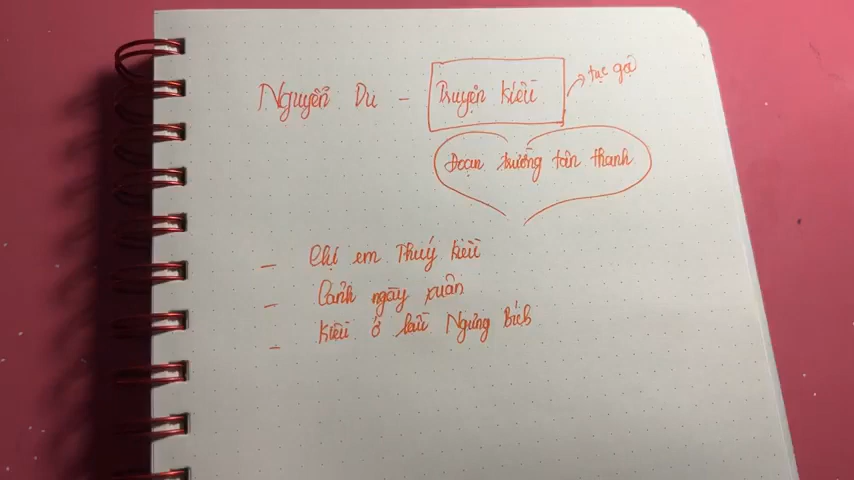 Nguyễn Du – Truyện Kiều → tục gọi
Đoạn trường tân thanh
– Chị em Thuý Kiều
– Cảnh ngày xuân
– Kiều ở lầu Ngưng Bích